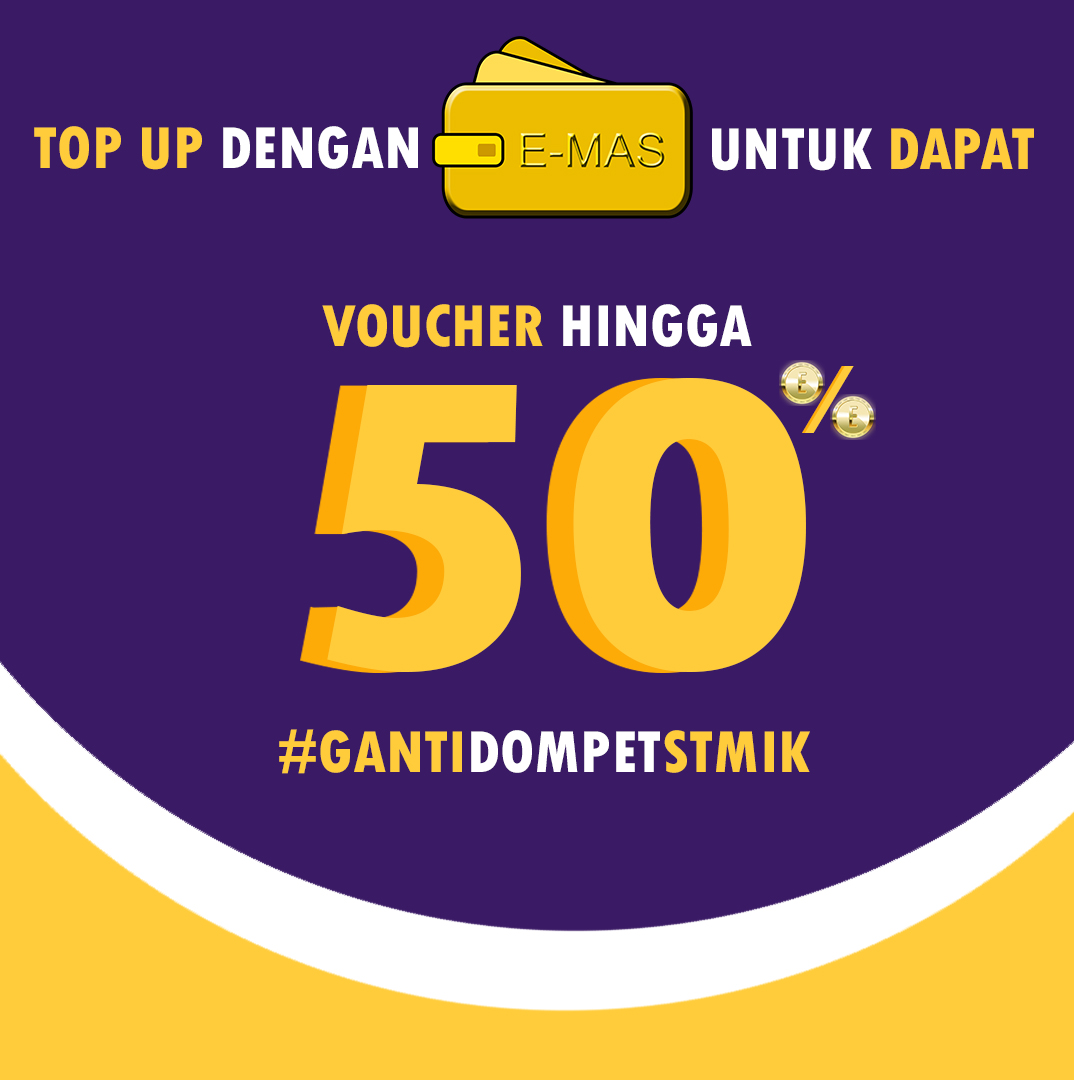 TOP UP DENGAN E-MAS UNTUK DAPAT
VOUCHER HINGGA
50%
#GANTIDOMPETSTMIK